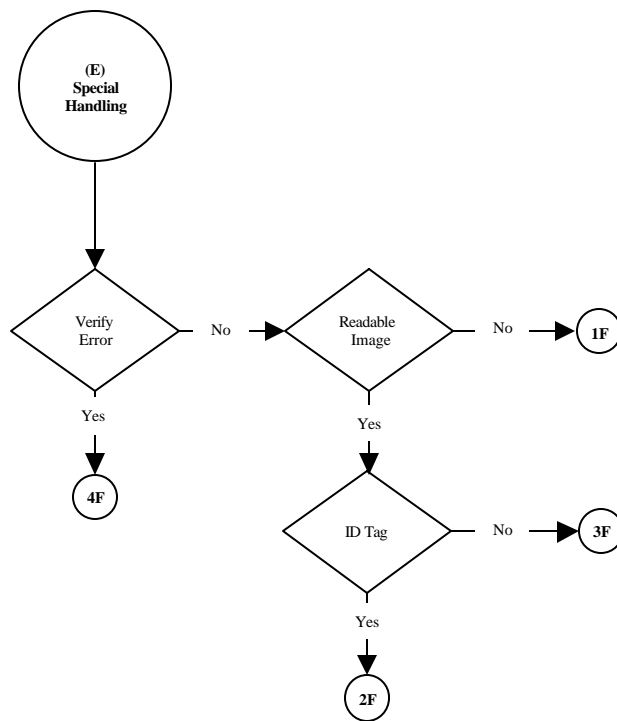 (E)
Special
Handling
Verify
Error
No
Readable
Image
No
1F
Yes
Yes
4F
ID Tag
No
3F
Yes
2F